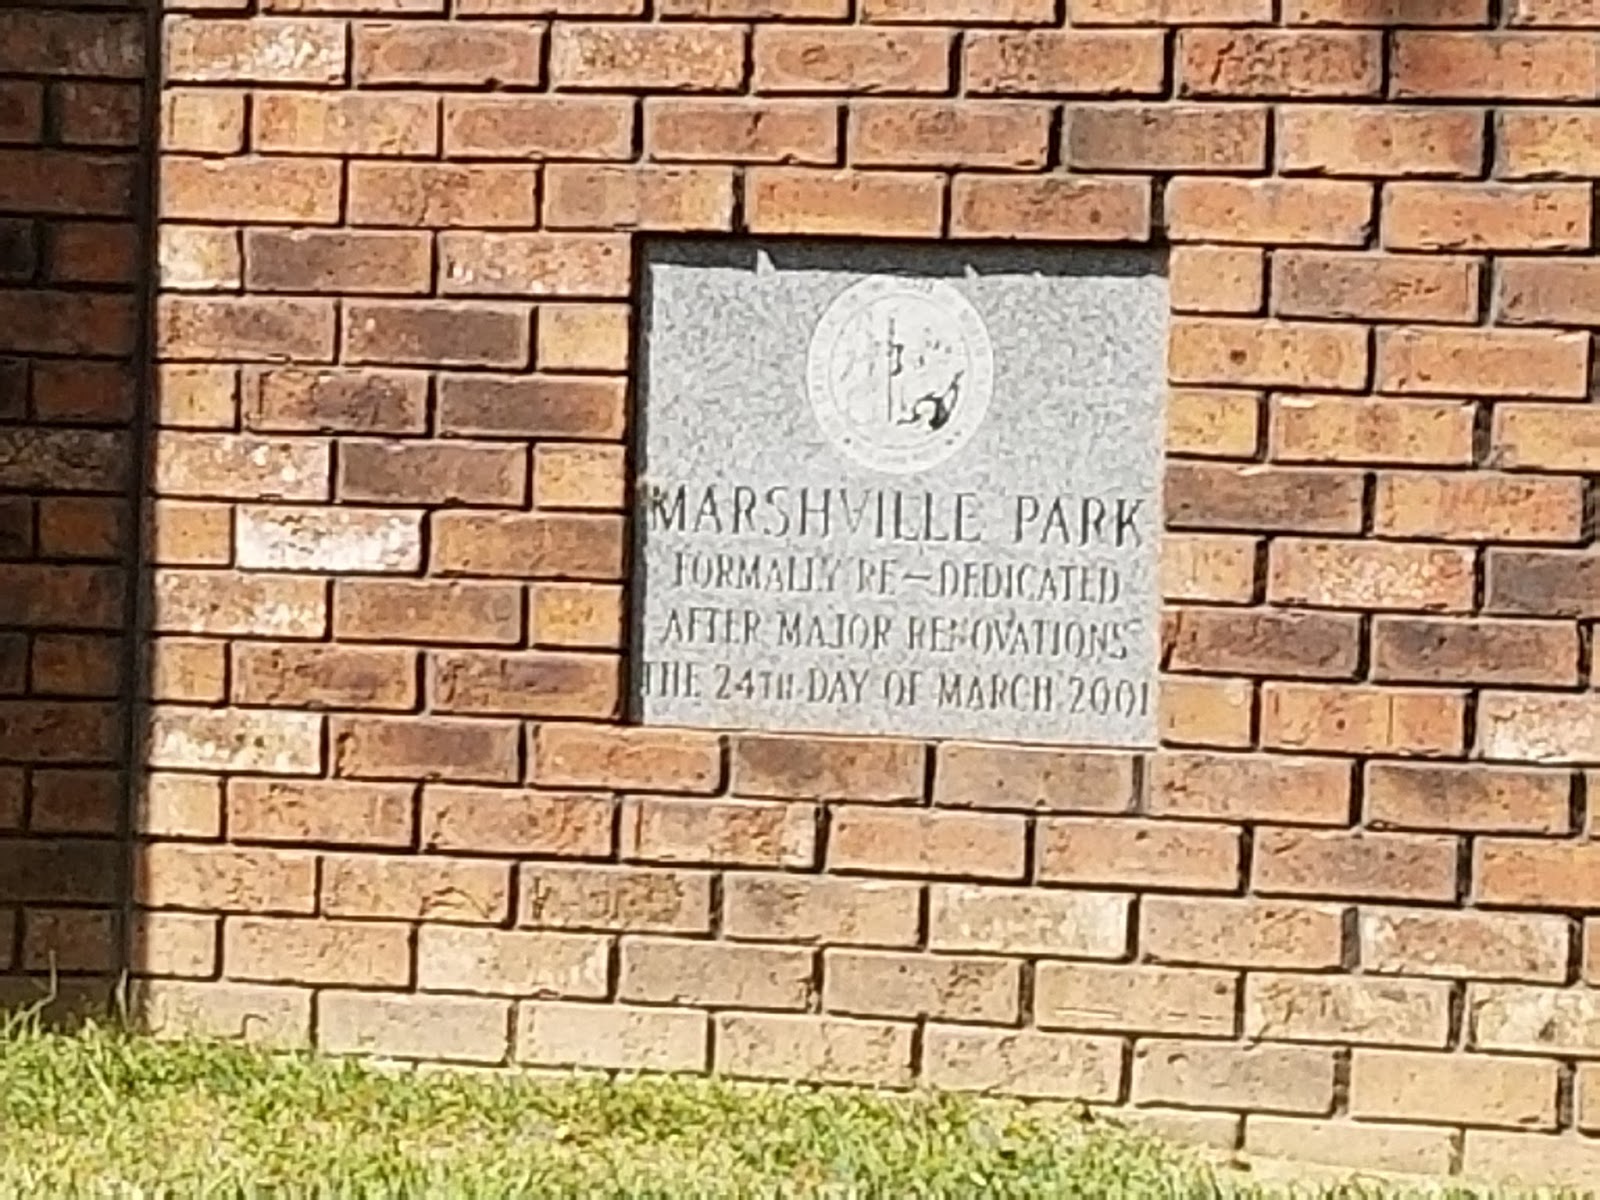 MARSHVILLE PARK
FORMALLY RE-DEDICATED
AFTER MAJOR RENOVATIONS
THE 24TH DAY OF MARCH 2001